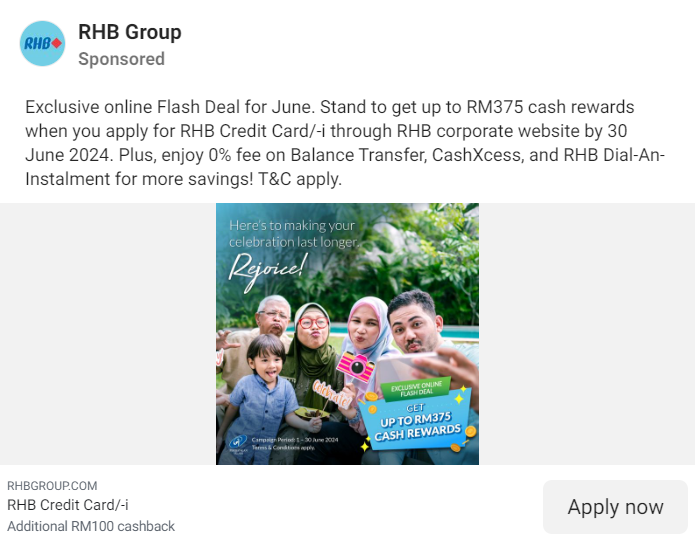 RHB
RHB Group
Sponsored
Exclusive online Flash Deal for June. Stand to get up to RM375 cash rewards
when you apply for RHB Credit Card/-i through RHB corporate website by 30
June 2024. Plus, enjoy 0% fee on Balance Transfer, CashXcess, and RHB Dial-An-
Instalment for more savings! T&C apply.
Here's to making your
celebration last longer.
Rejoice!
Celebrate!
EXCLUSIVE ONLINE
FLASH DEAL
GET
UP TO RM375
CASH REWARDS
Campaign Period: 1 – 30 June 2024
Terms & Conditions apply.
RHBGROUP.COM
RHB Credit Card/-i
Additional RM100 cashback
Apply now